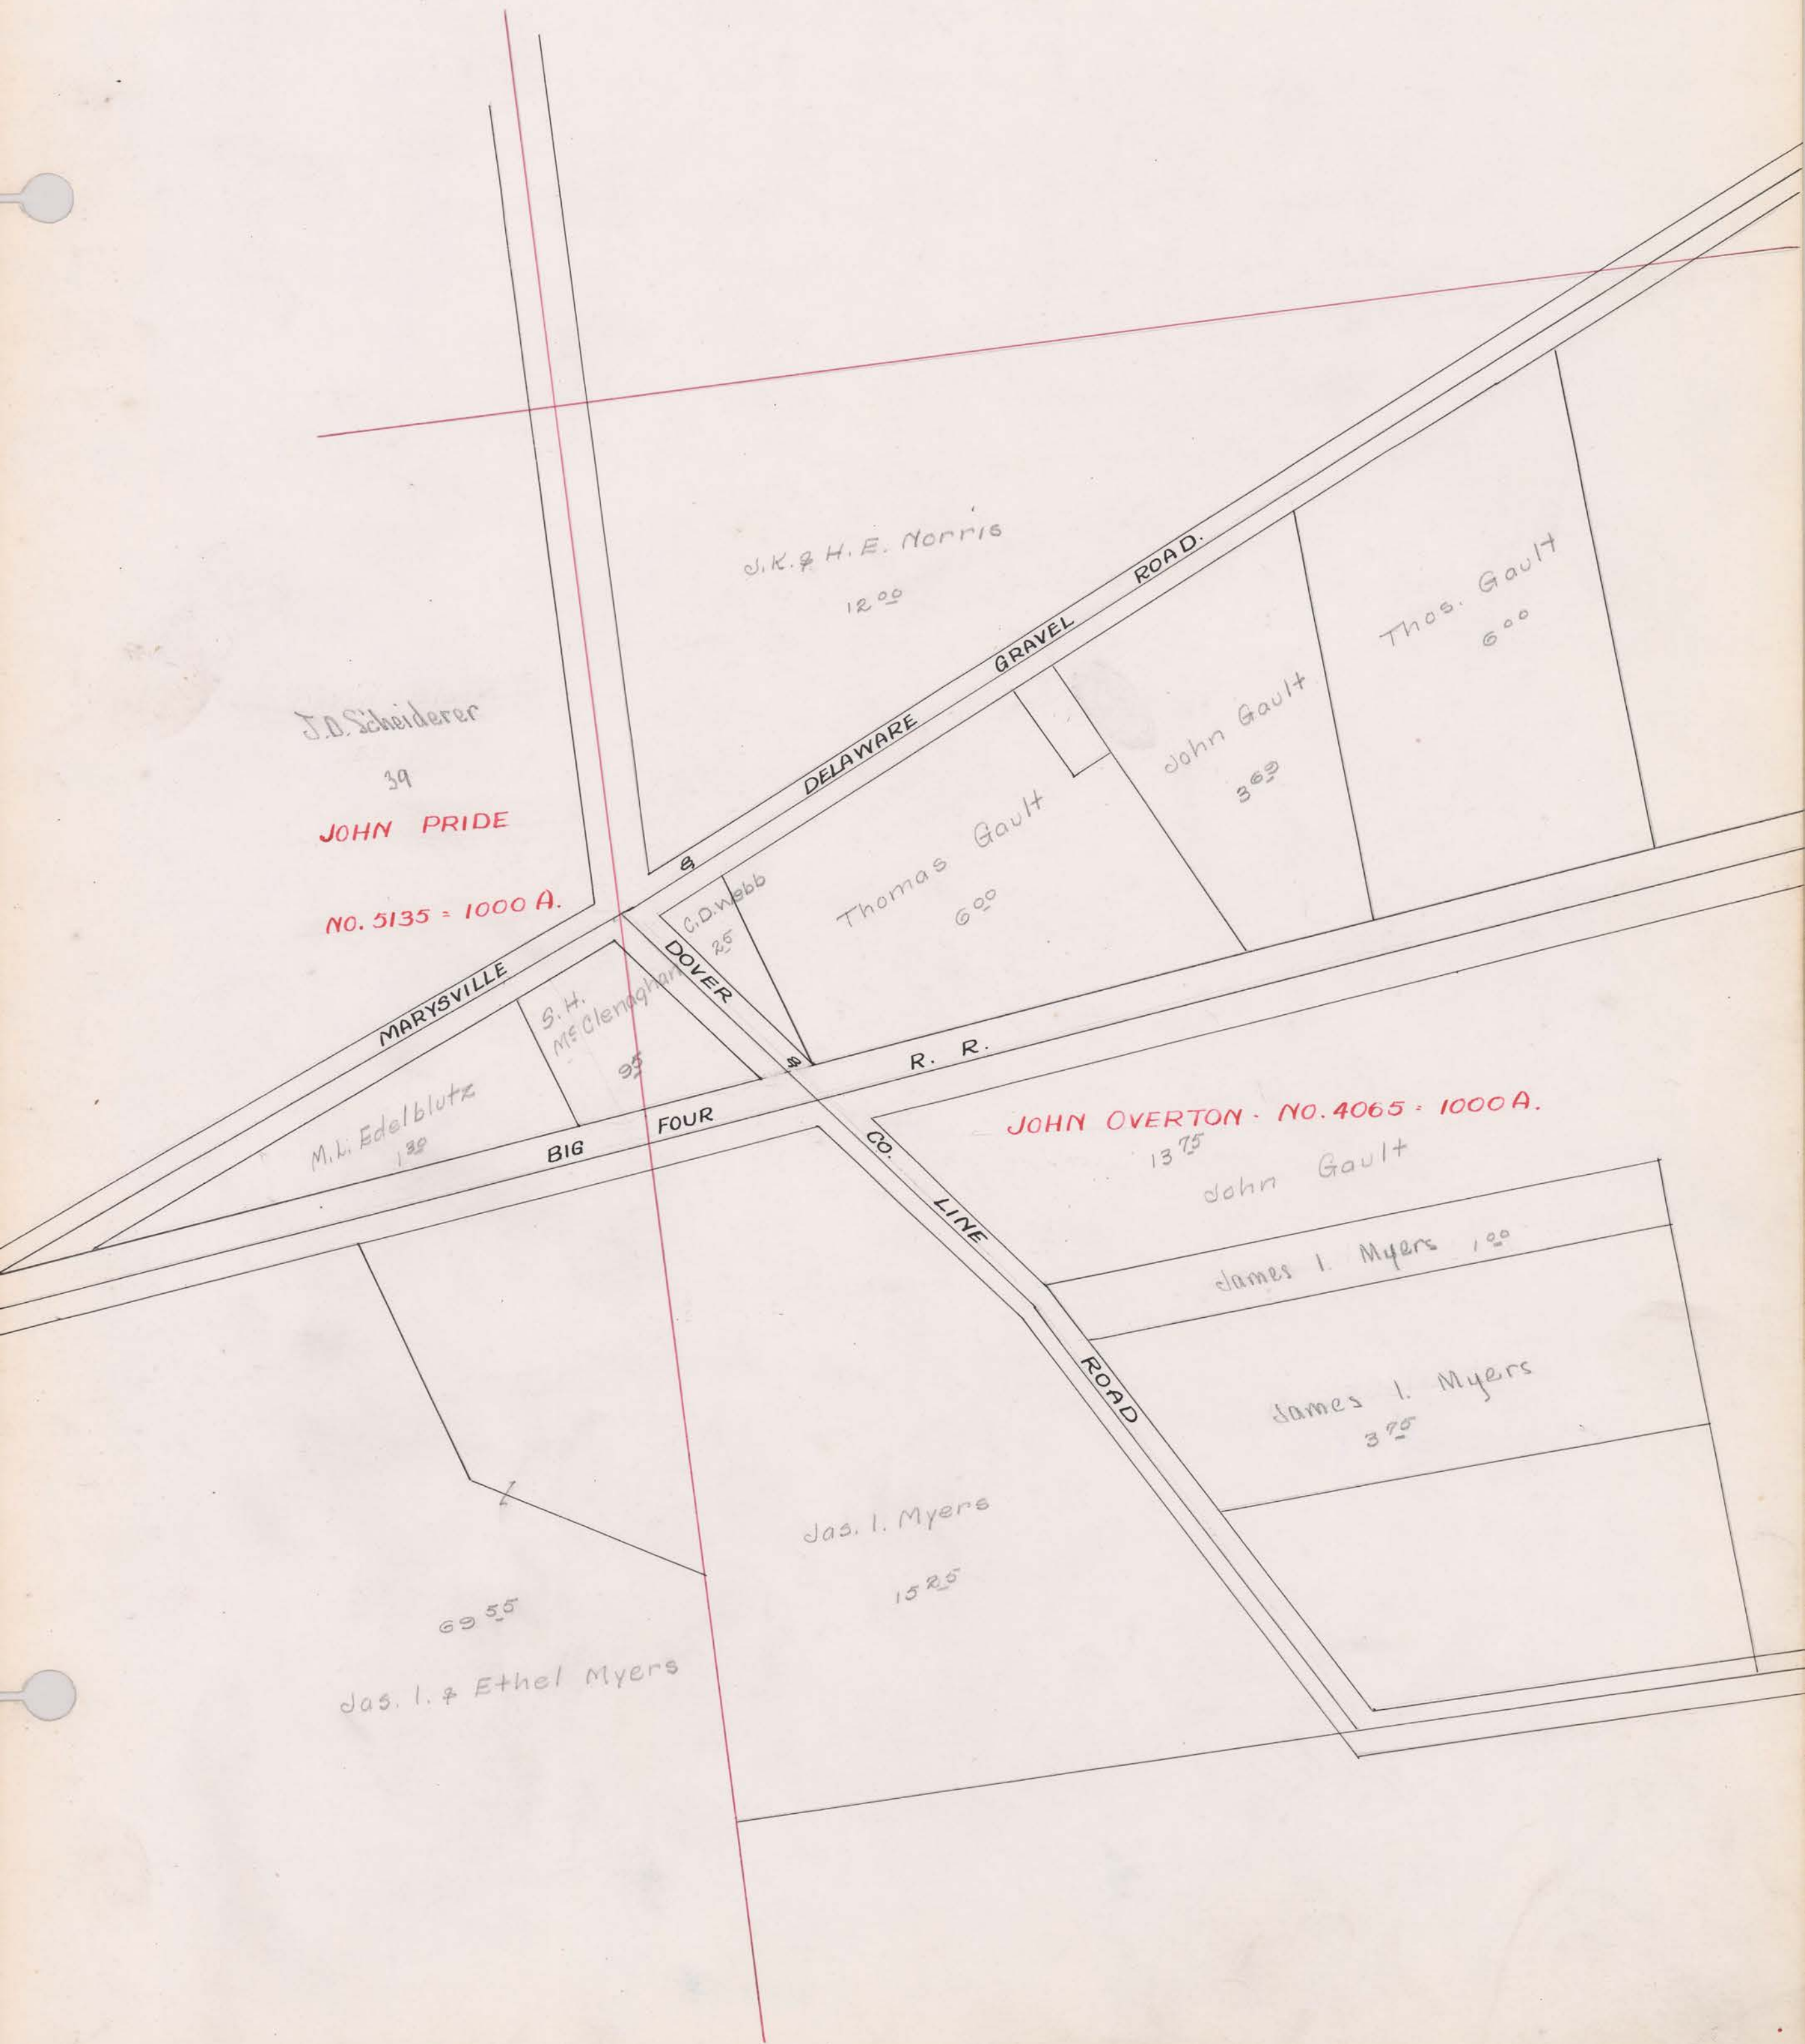 J.K. & H.E. Norris
12 00
Thos. Gault
6 00
J.D. Scheiderer
39
JOHN PRIDE
NO. 5135 = 1000 A.
MARYSVILLE & DELAWARE GRAVEL ROAD.
John Gault
3 69
Thomas Gault
6 00
C.D. Webb
25
S.H.
Mc Clenaghan
95
M.L. Edelblutz
1 30
DOVER & CO. LINE ROAD
BIG FOUR R. R.
JOHN OVERTON - NO. 4065 = 1000 A.
13 75
John Gault
James I. Myers 1 00
James I. Myers
3 75
Jas. I. Myers
15 25
69 55
Jas. I. & Ethel Myers